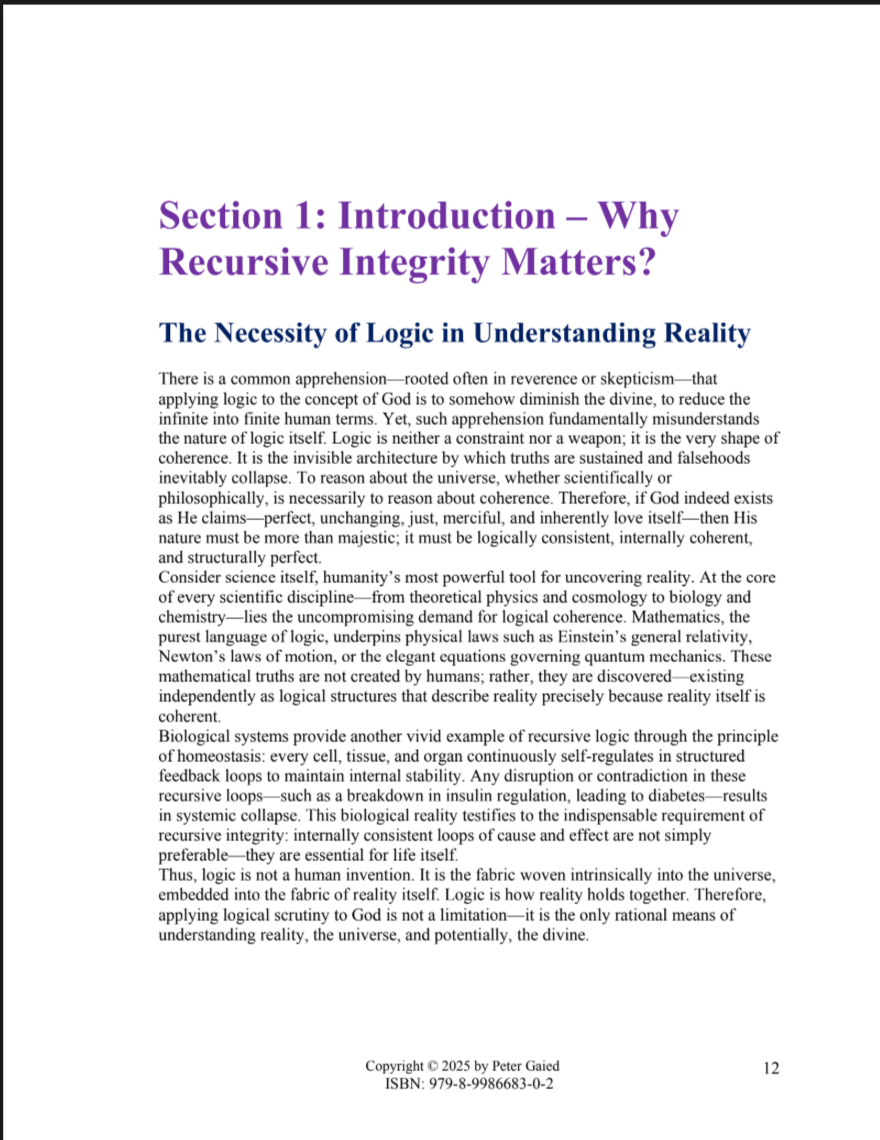 Section 1: Introduction – Why
Recursive Integrity Matters?
The Necessity of Logic in Understanding Reality
There is a common apprehension—rooted often in reverence or skepticism—that
applying logic to the concept of God is to somehow diminish the divine, to reduce the
infinite into finite human terms. Yet, such apprehension fundamentally misunderstands
the nature of logic itself. Logic is neither a constraint nor a weapon; it is the very shape of
coherence. It is the invisible architecture by which truths are sustained and falsehoods
inevitably collapse. To reason about the universe, whether scientifically or
philosophically, is necessarily to reason about coherence. Therefore, if God indeed exists
as He claims—perfect, unchanging, just, merciful, and inherently love itself—then His
nature must be more than majestic; it must be logically consistent, internally coherent,
and structurally perfect.
Consider science itself, humanity’s most powerful tool for uncovering reality. At the core
of every scientific discipline—from theoretical physics and cosmology to biology and
chemistry—lies the uncompromising demand for logical coherence. Mathematics, the
purest language of logic, underpins physical laws such as Einstein’s general relativity,
Newton’s laws of motion, or the elegant equations governing quantum mechanics. These
mathematical truths are not created by humans; rather, they are discovered—existing
independently as logical structures that describe reality precisely because reality itself is
coherent.
Biological systems provide another vivid example of recursive logic through the principle
of homeostasis: every cell, tissue, and organ continuously self-regulates in structured
feedback loops to maintain internal stability. Any disruption or contradiction in these
recursive loops—such as a breakdown in insulin regulation, leading to diabetes—results
in systemic collapse. This biological reality testifies to the indispensable requirement of
recursive integrity: internally consistent loops of cause and effect are not simply
preferable—they are essential for life itself.
Thus, logic is not a human invention. It is the fabric woven intrinsically into the universe,
embedded into the fabric of reality itself. Logic is how reality holds together. Therefore,
applying logical scrutiny to God is not a limitation—it is the only rational means of
understanding reality, the universe, and potentially, the divine.
Copyright © 2025 by Peter Gaied
ISBN: 979-8-9986683-0-2
12